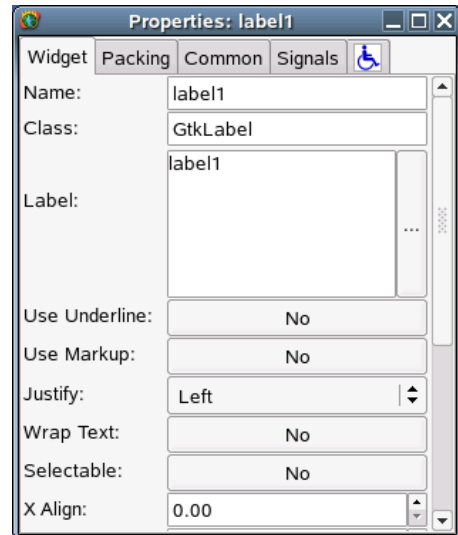 Properties: label1
Widget Packing Common Signals
Name: label1
Class: GtkLabel
Label: label1
...
Use Underline: No
Use Markup: No
Justify: Left
Wrap Text: No
Selectable: No
X Align: 0.00